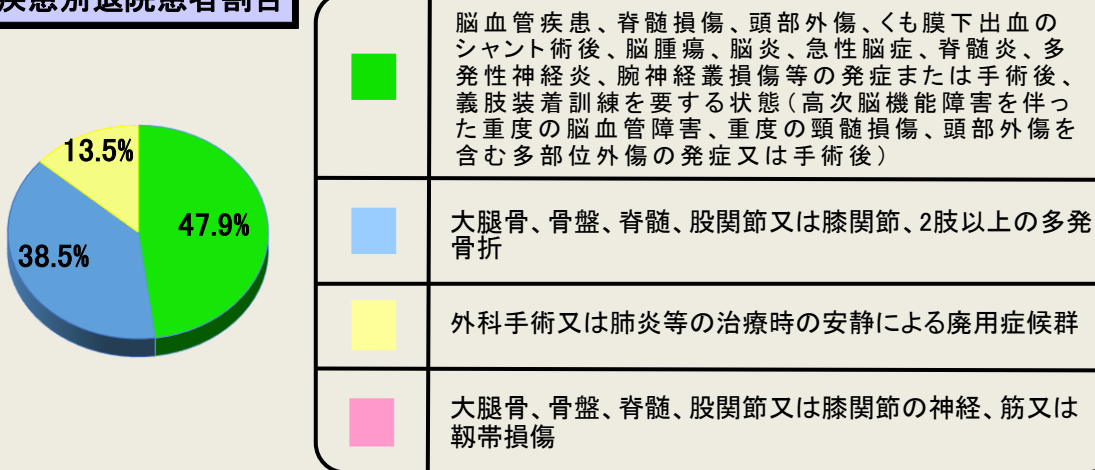 疾患別退院患者割合
13.5%
47.9%
38.5%
脳血管疾患、脊髄損傷、頭部外傷、くも膜下出血の
シャント術後、脳腫瘍、脳炎、急性脳症、脊髄炎、多
発性神経炎、腕神経叢損傷等の発症または手術後、
義肢装着訓練を要する状態(高次脳機能障害を伴っ
た重度の脳血管障害、重度の頸髄損傷、頭部外傷を
含む多部位外傷の発症又は手術後)
大腿骨、骨盤、脊髄、股関節又は膝関節、2肢以上の多発
骨折
外科手術又は肺炎等の治療時の安静による廃用症候群
大腿骨、骨盤、脊髄、股関節又は膝関節の神経、筋又は
靱帯損傷